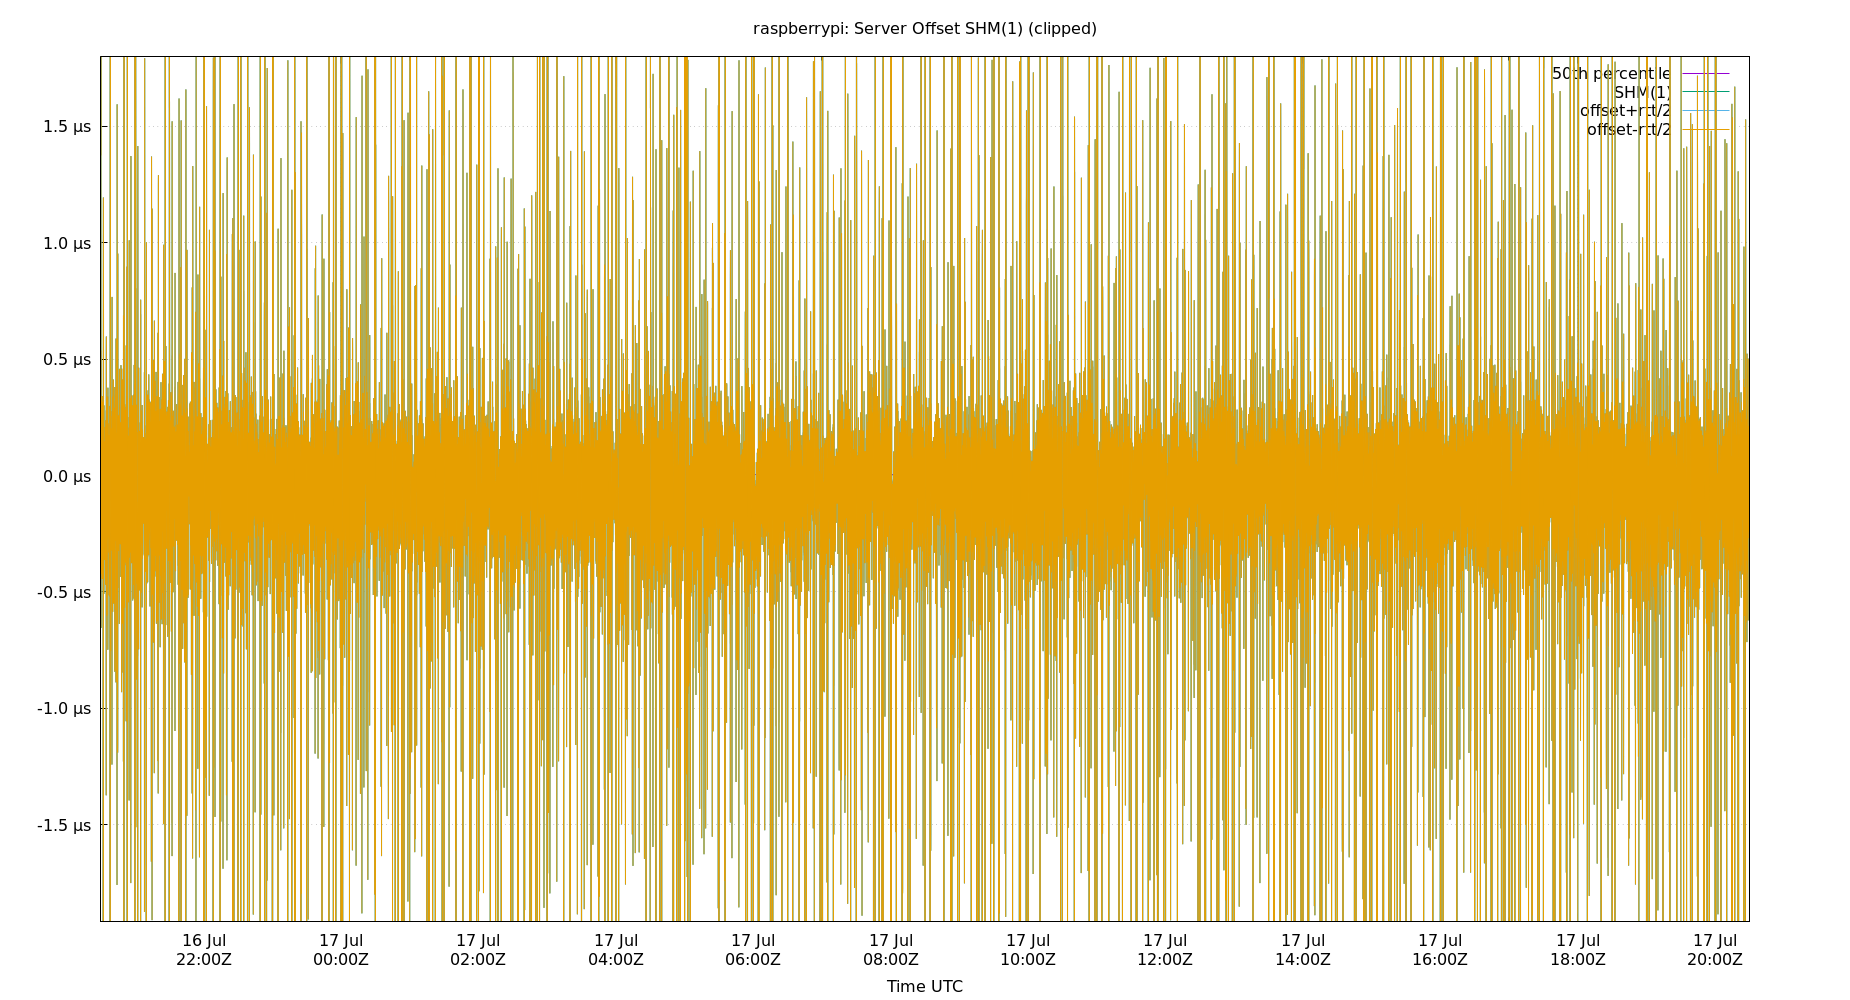 raspberrypi: Server Offset SHM(1) (clipped)
50th percentile
SHM(1)
offset+rtt/2
offset-rtt/2
1.5 µs
1.0 µs
0.5 µs
0.0 µs
-0.5 µs
-1.0 µs
-1.5 µs
16 Jul 17 Jul 17 Jul 17 Jul 17 Jul 17 Jul 17 Jul 17 Jul 17 Jul 17 Jul 17 Jul 17 Jul
22:00Z 00:00Z 02:00Z 04:00Z 06:00Z 08:00Z 10:00Z 12:00Z 14:00Z 16:00Z 18:00Z 20:00Z
Time UTC